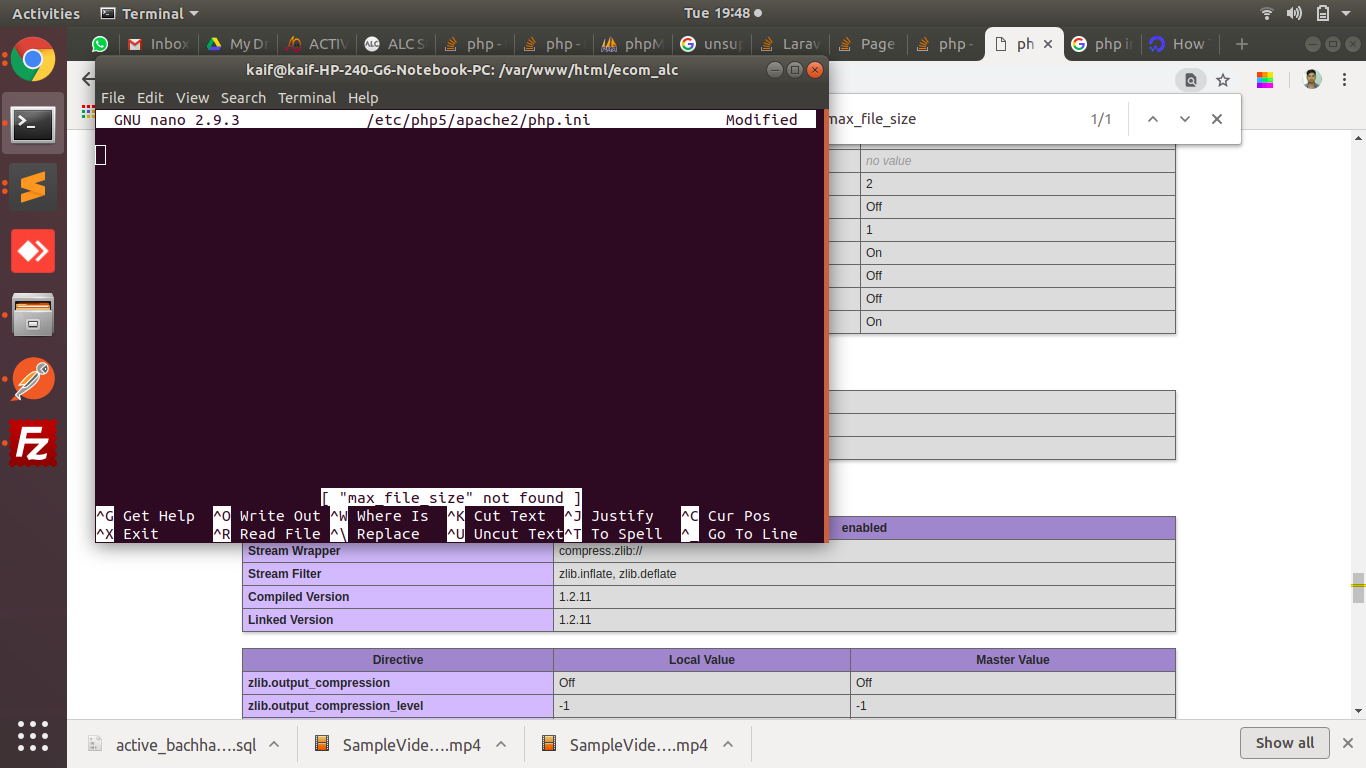 Activities Terminal Tue 19:48
Inbox My Dr ACTIV ALC S php - php - phpM G unsup Larav Page php - ph php in How
kaif@kaif-HP-240-G6-Notebook-PC: /var/www/html/ecom_alc
File Edit View Search Terminal Help
GNU nano 2.9.3 /etc/php5/apache2/php.ini Modified
max_file_size 1/1
no value
2
Off
1
On
Off
Off
On
[ "max_file_size" not found ]
^G Get Help ^O Write Out ^W Where Is ^K Cut Text ^J Justify ^C Cur Pos
^X Exit ^R Read File ^\ Replace ^U Uncut Text ^T To Spell ^_ Go To Line
enabled
Stream Wrapper compress.zlib://
Stream Filter zlib.inflate, zlib.deflate
Compiled Version 1.2.11
Linked Version 1.2.11
Directive Local Value Master Value
zlib.output_compression Off Off
zlib.output_compression_level -1 -1
active_bachha....sql SampleVide....mp4 SampleVide....mp4 Show all
Fz